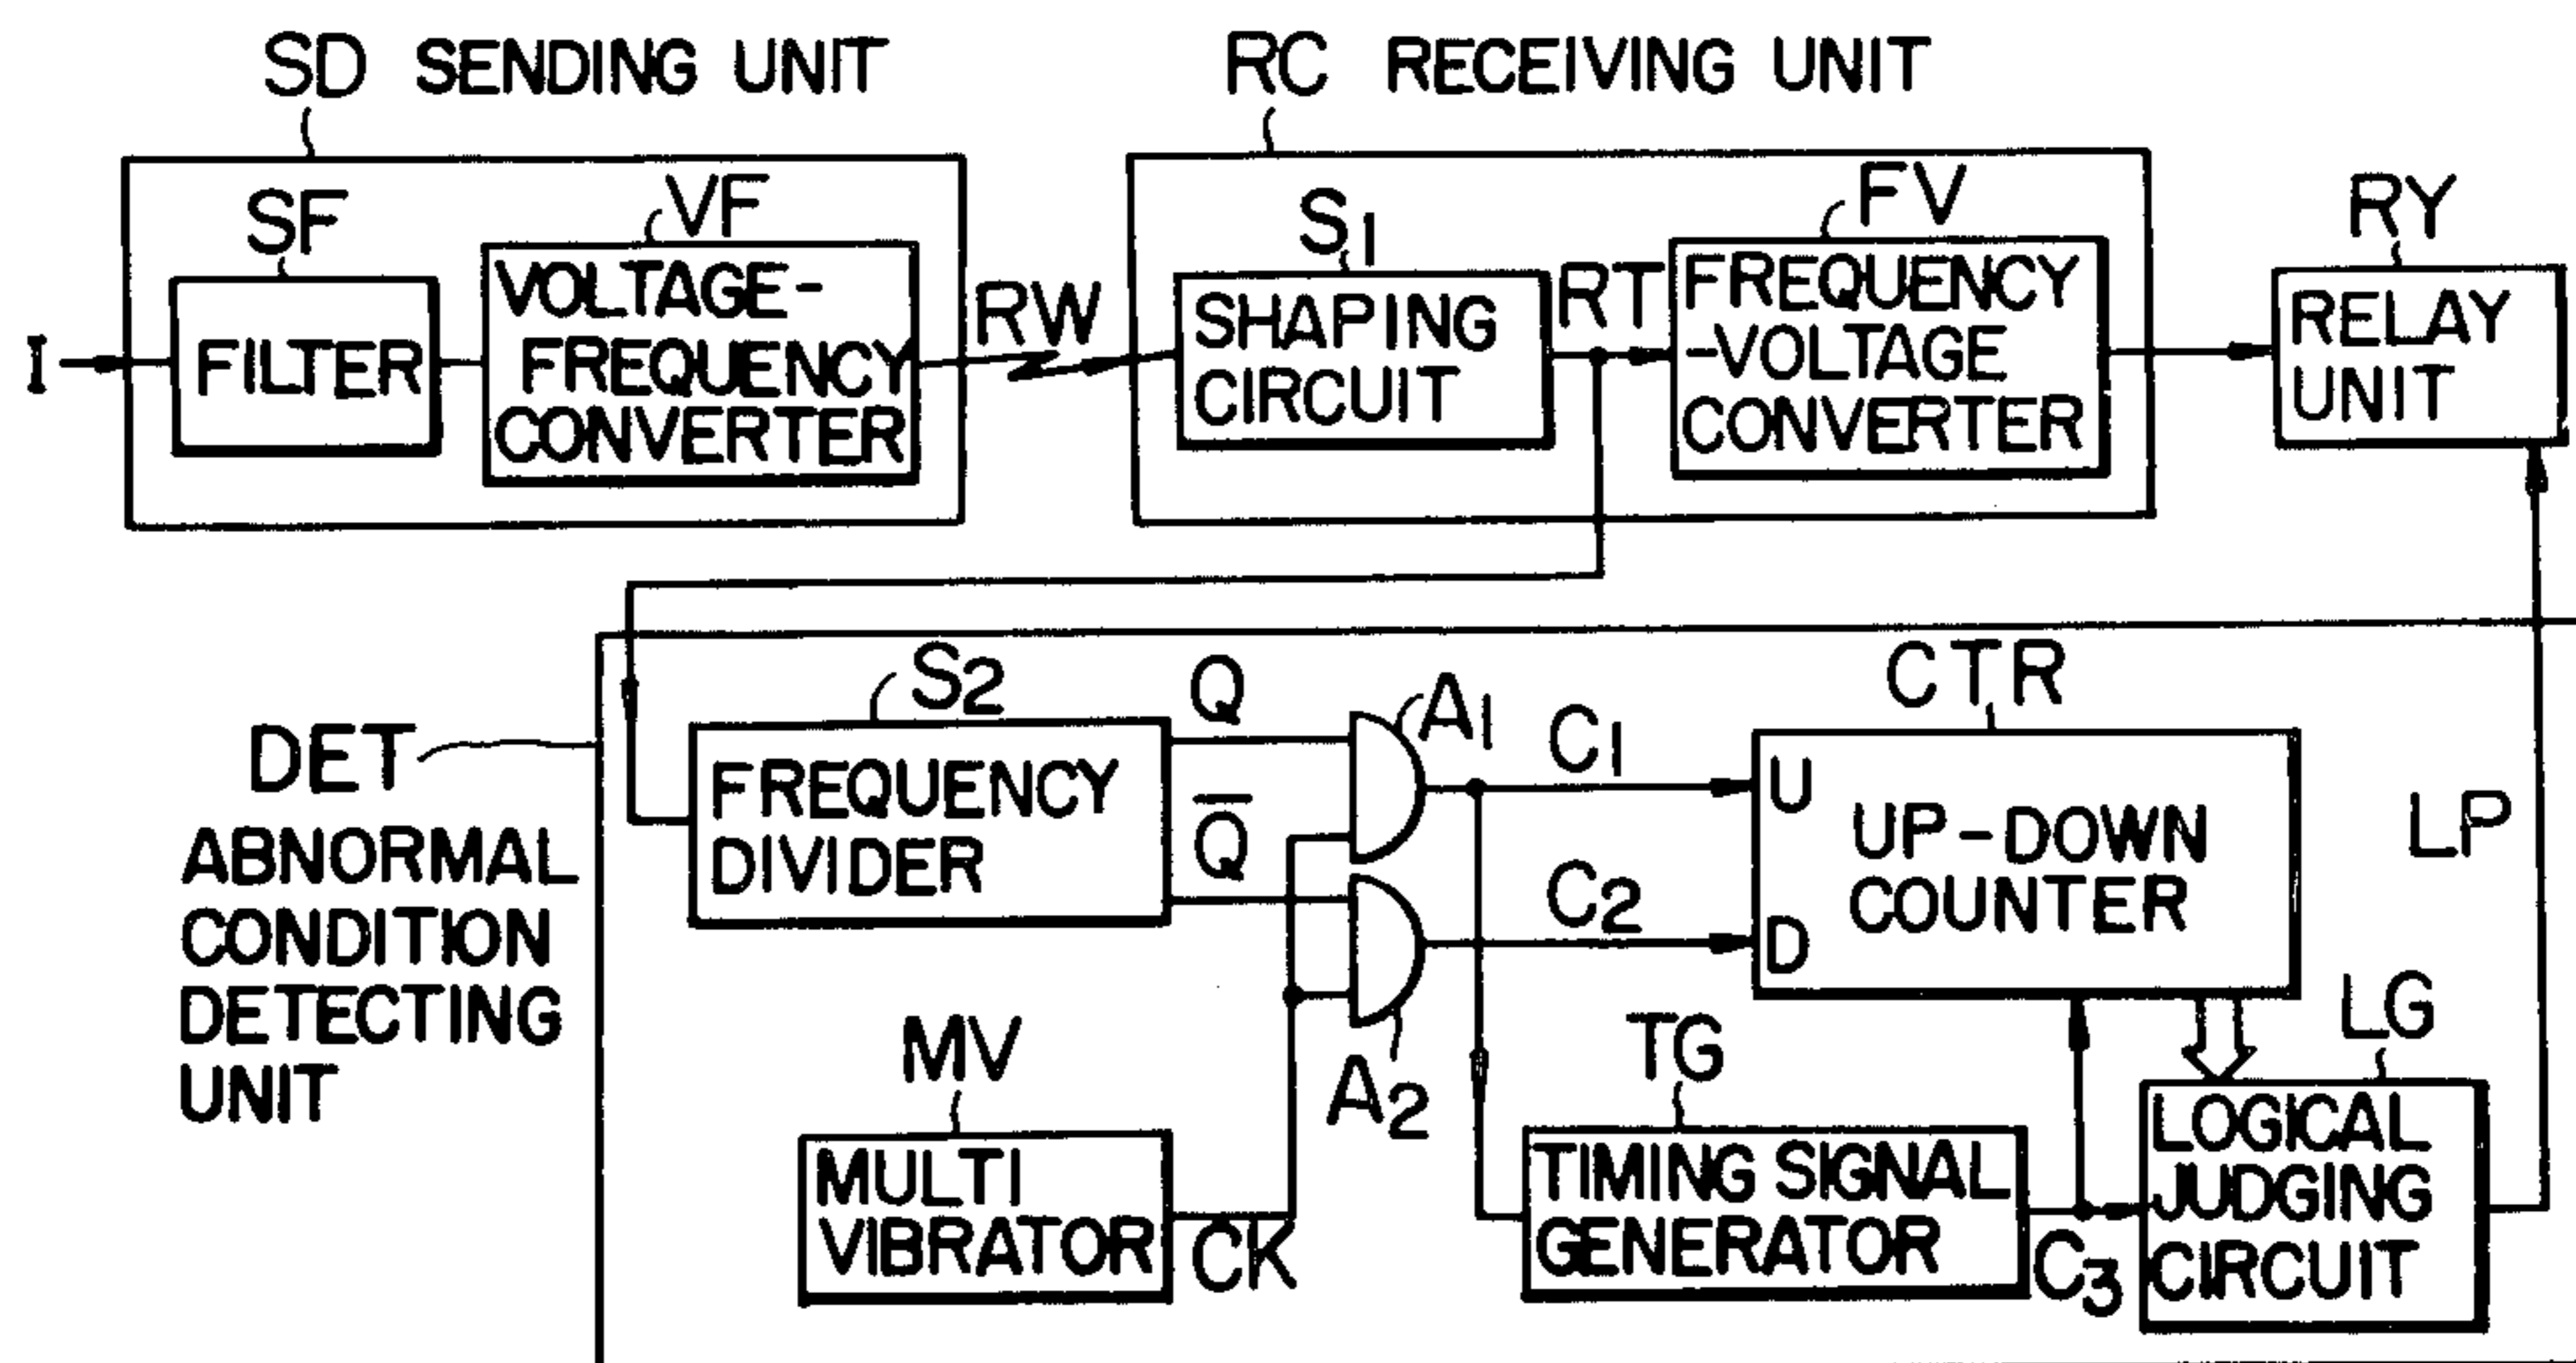 SD SENDING UNIT
RC RECEIVING UNIT
SF
VF
S1
FV
RY
I
FILTER
VOLTAGE-
FREQUENCY
CONVERTER
RW
SHAPING
CIRCUIT
RT
FREQUENCY
-VOLTAGE
CONVERTER
RELAY
UNIT
DET
ABNORMAL
CONDITION
DETECTING
UNIT
S2
FREQUENCY
DIVIDER
Q
Q̅
A1
A2
C1
C2
CTR
U
D
UP-DOWN
COUNTER
LP
MV
MULTI
VIBRATOR
CK
TG
TIMING SIGNAL
GENERATOR
C3
LG
LOGICAL
JUDGING
CIRCUIT